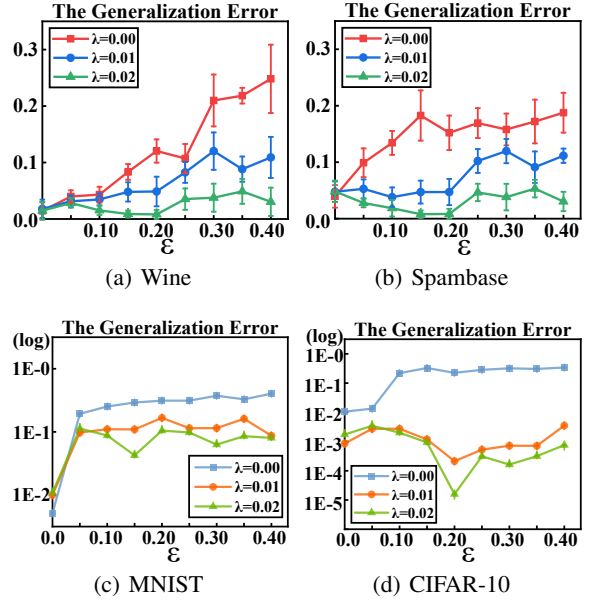 The Generalization Error
0.3
0.2
0.1
0.0
λ=0.00
λ=0.01
λ=0.02
0.10 0.20 0.30 0.40
ε
(a) Wine
The Generalization Error
0.3
0.2
0.1
0.0
λ=0.00
λ=0.01
λ=0.02
0.10 0.20 0.30 0.40
ε
(b) Spambase
The Generalization Error
(log)
1E-0
1E-1
1E-2
λ=0.00
λ=0.01
λ=0.02
0.0 0.10 0.20 0.30 0.40
ε
(c) MNIST
The Generalization Error
(log)
1E-0
1E-1
1E-2
1E-3
1E-4
1E-5
λ=0.00
λ=0.01
λ=0.02
0.0 0.10 0.20 0.30 0.40
ε
(d) CIFAR-10